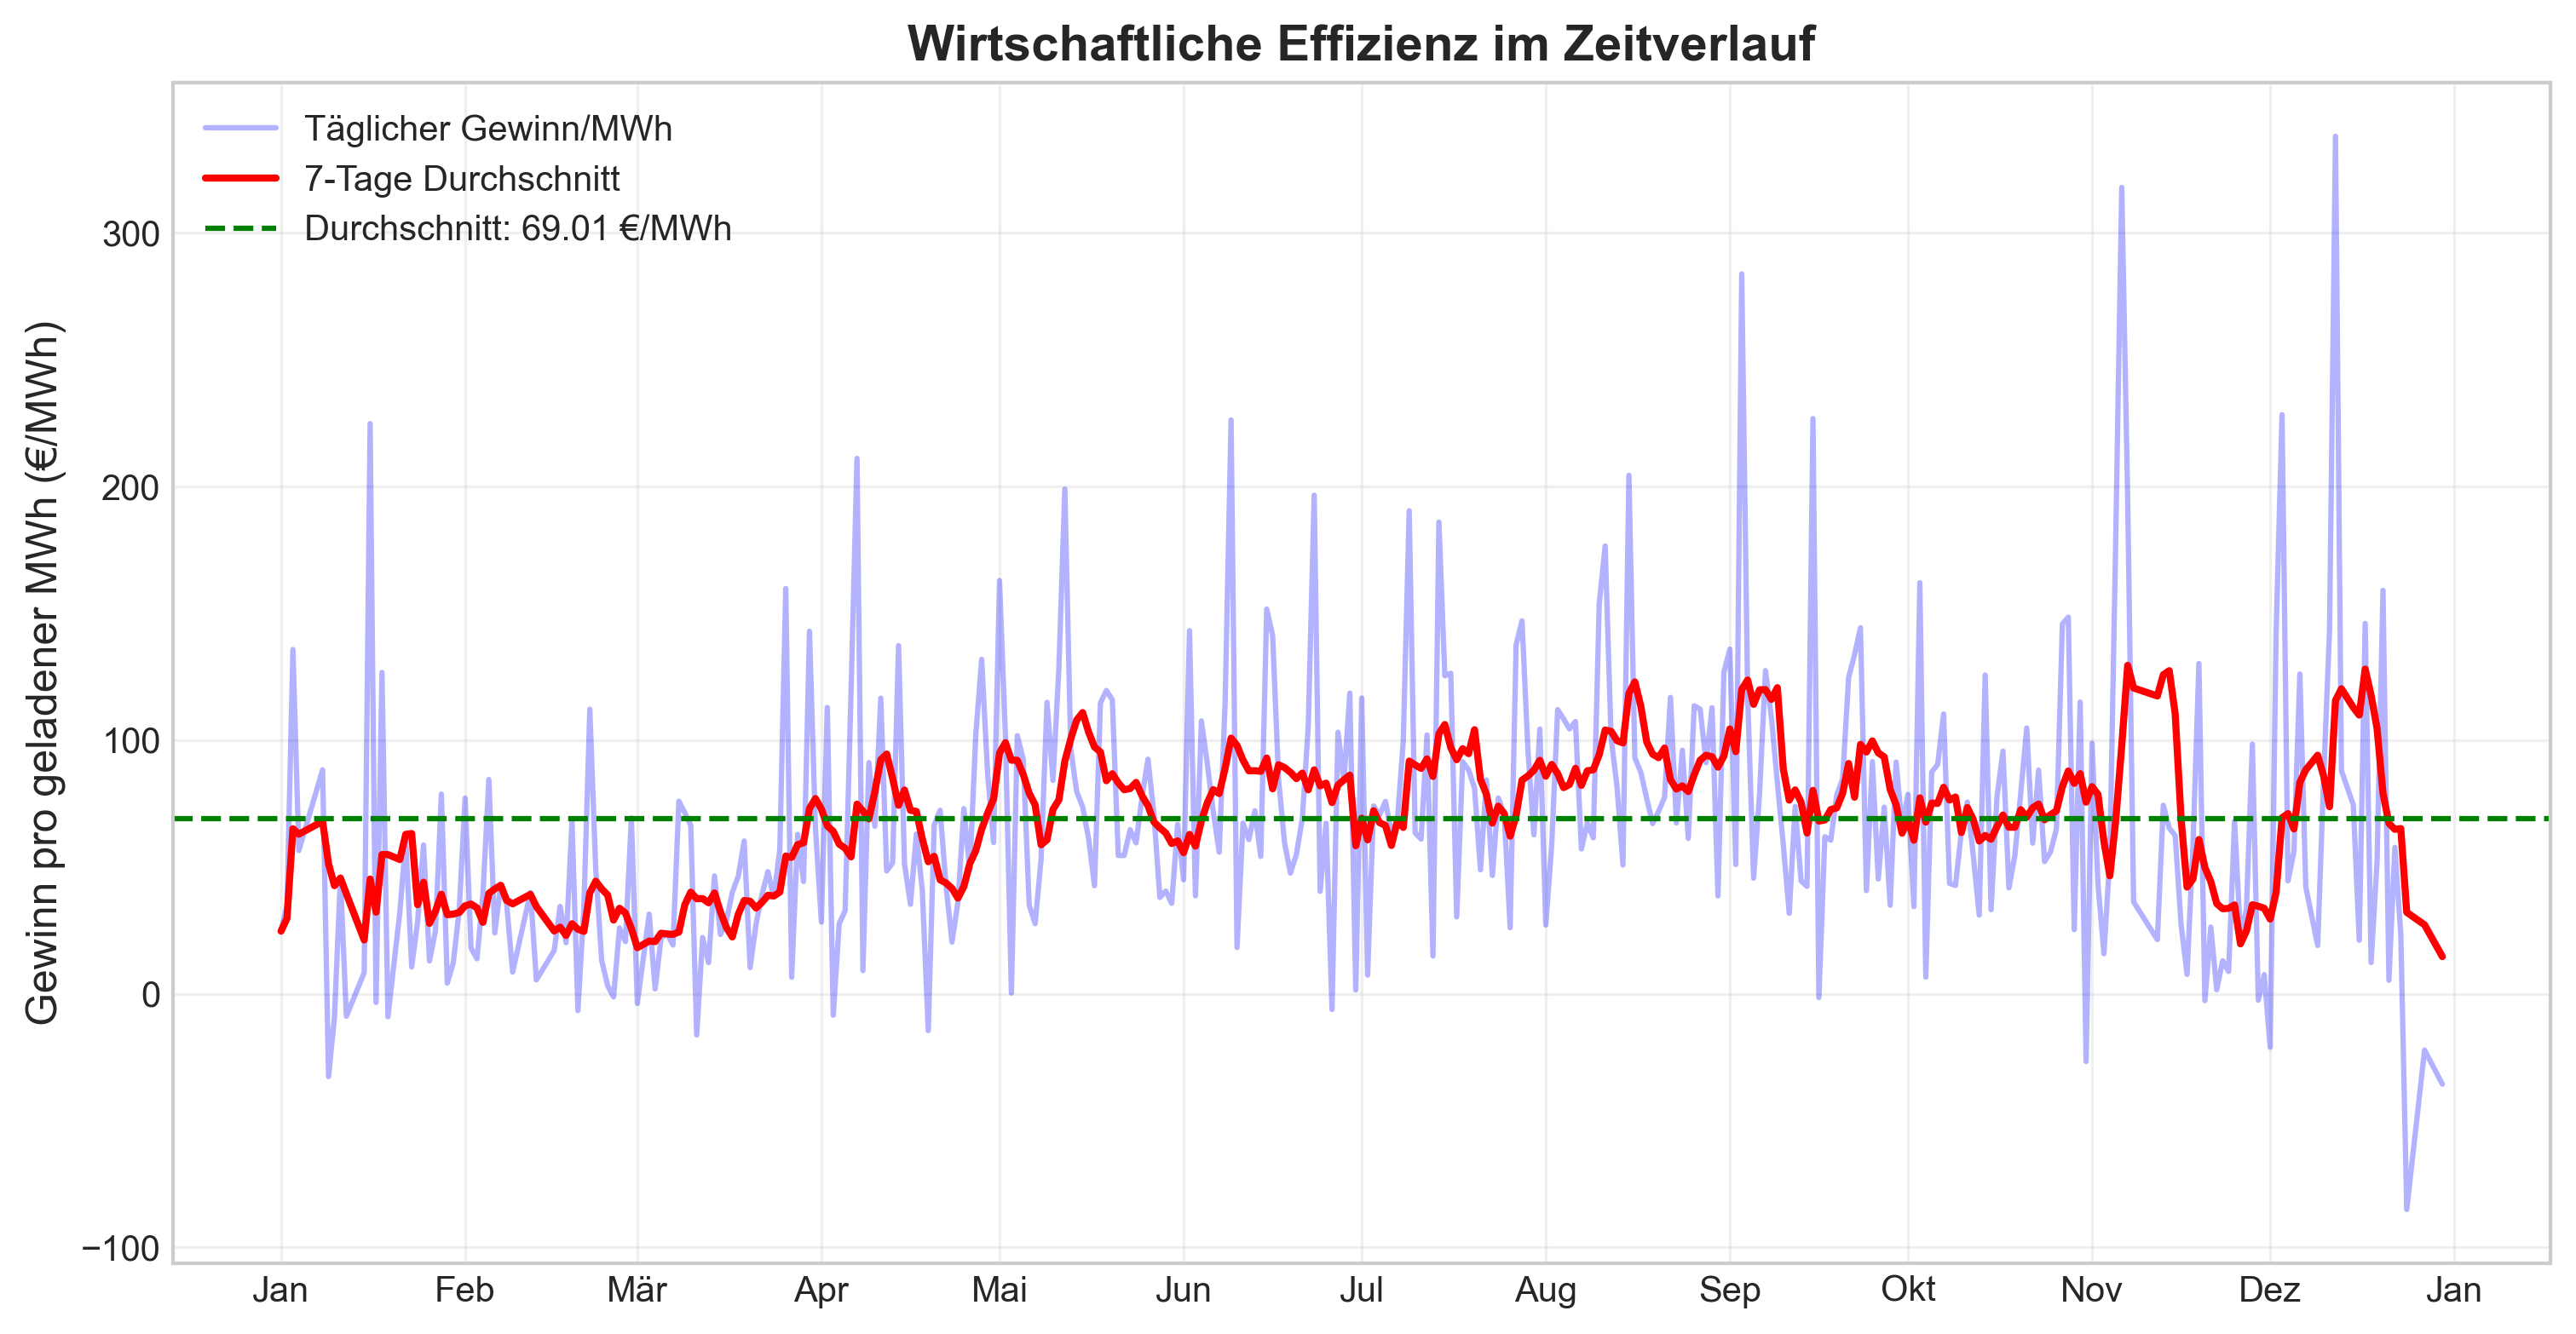 Wirtschaftliche Effizienz im Zeitverlauf
Täglicher Gewinn/MWh
7-Tage Durchschnitt
Durchschnitt: 69.01 €/MWh
Gewinn pro geladener MWh (€/MWh)
300
200
100
0
−100
Jan Feb Mär Apr Mai Jun Jul Aug Sep Okt Nov Dez Jan